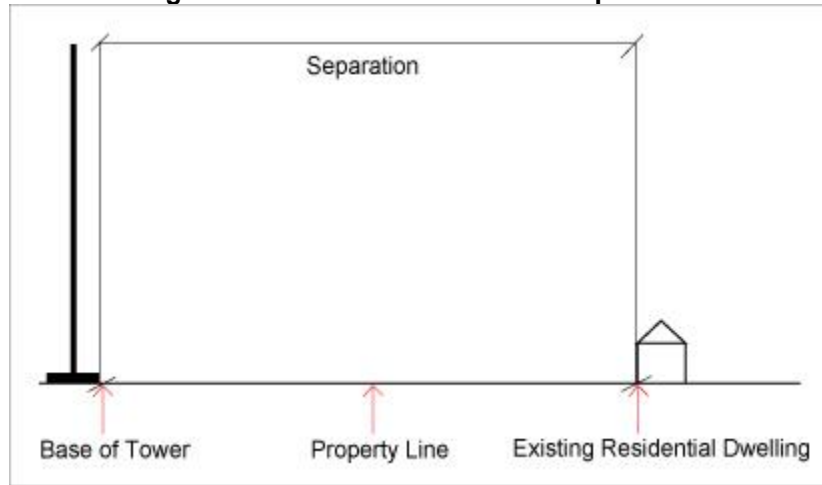 Separation
Base of Tower
Property Line
Existing Residential Dwelling